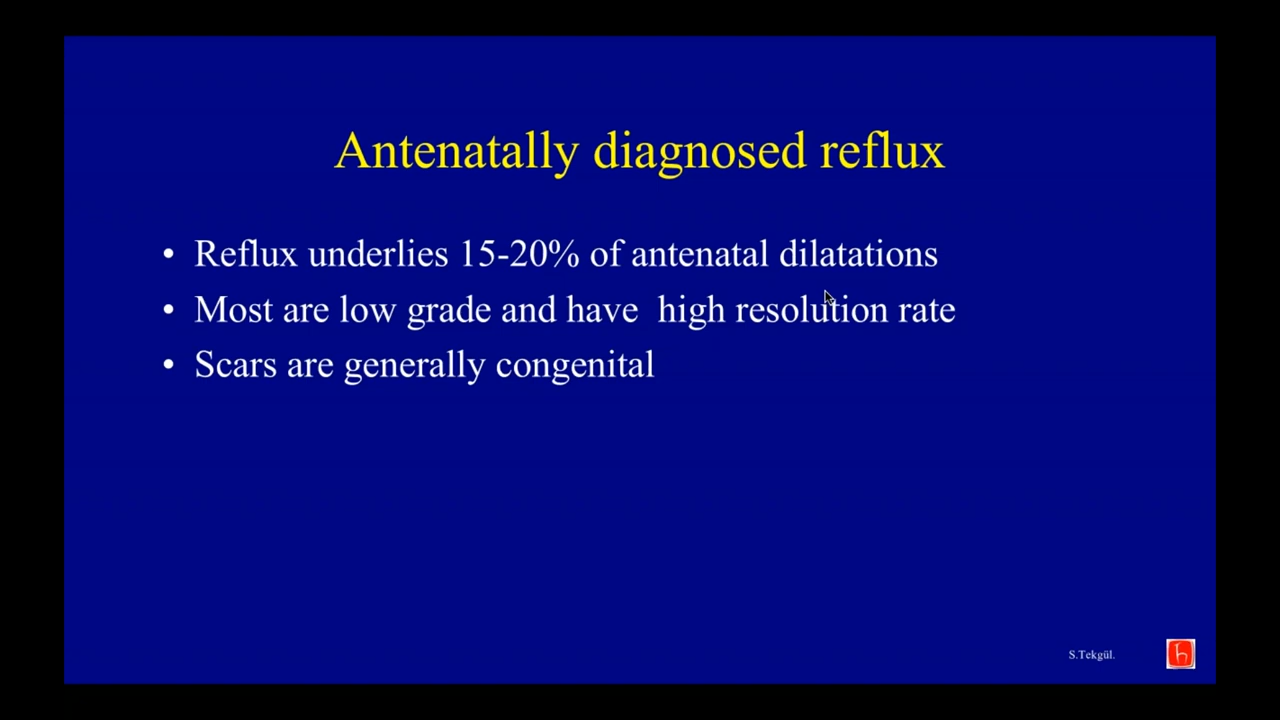 Antenatally diagnosed reflux
• Reflux underlies 15-20% of antenatal dilatations
• Most are low grade and have  high resolution rate
• Scars are generally congenital
S.Tekgül.